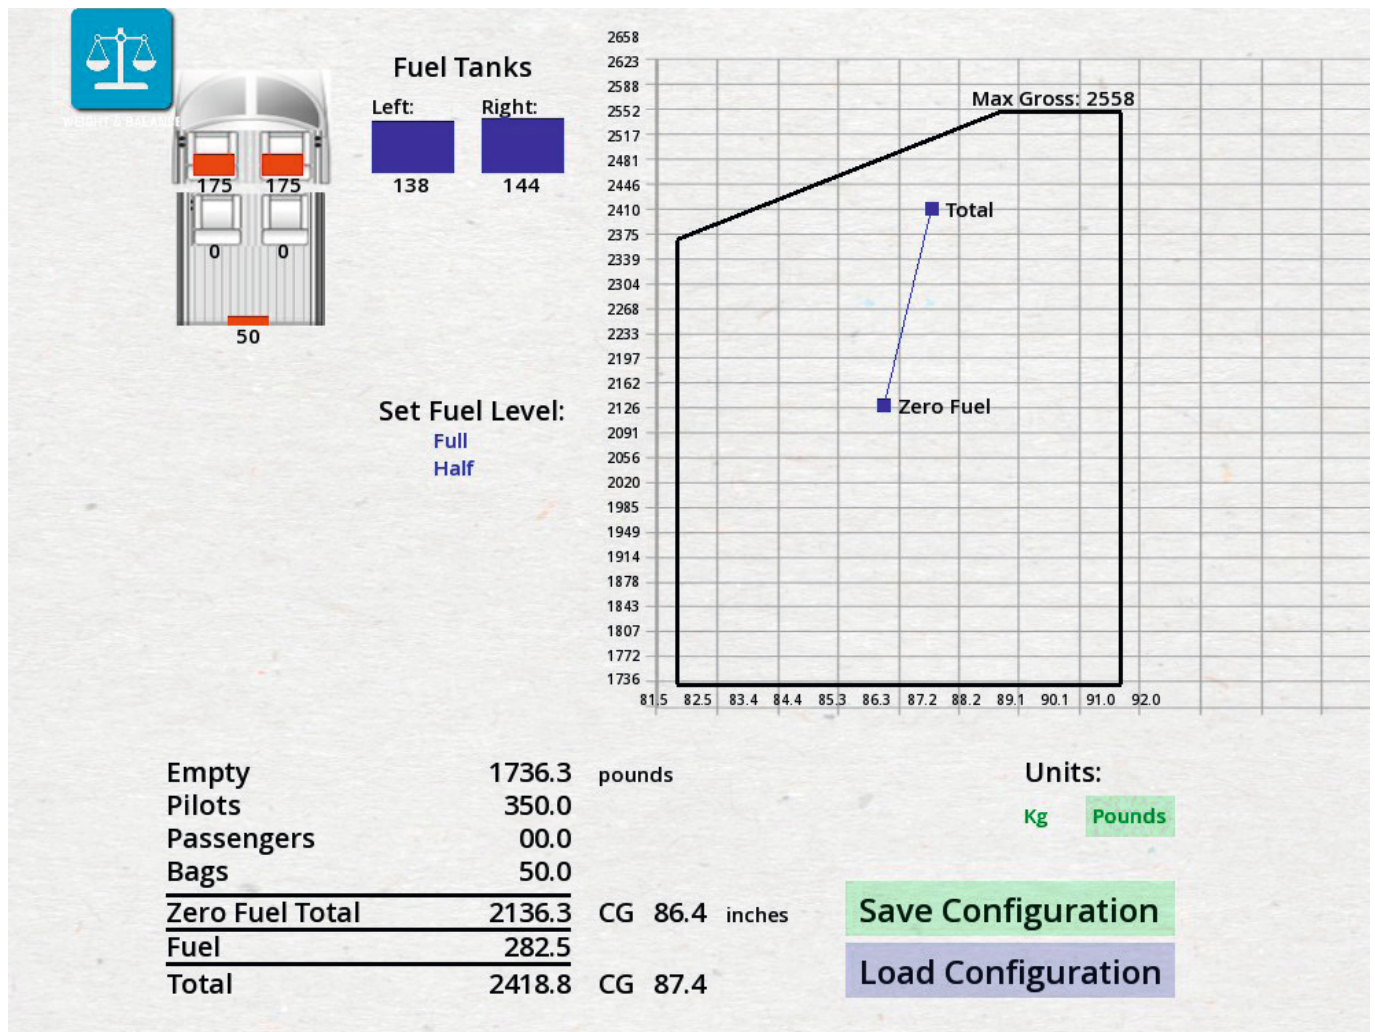 WEIGHT & BALANCE
Fuel Tanks
Left: Right:
138 144
175 175
0 0
50
Set Fuel Level:
Full
Half
2658
2623
2588
2552
2517
2481
2446
2410
2375
2339
2304
2268
2233
2197
2162
2126
2091
2056
2020
1985
1949
1914
1878
1843
1807
1772
1736
Max Gross: 2558
Total
Zero Fuel
81.5 82.5 83.4 84.4 85.3 86.3 87.2 88.2 89.1 90.1 91.0 92.0
Empty 1736.3 pounds
Pilots 350.0
Passengers 00.0
Bags 50.0
Zero Fuel Total 2136.3 CG 86.4 inches
Fuel 282.5
Total 2418.8 CG 87.4
Units:
Kg Pounds
Save Configuration
Load Configuration